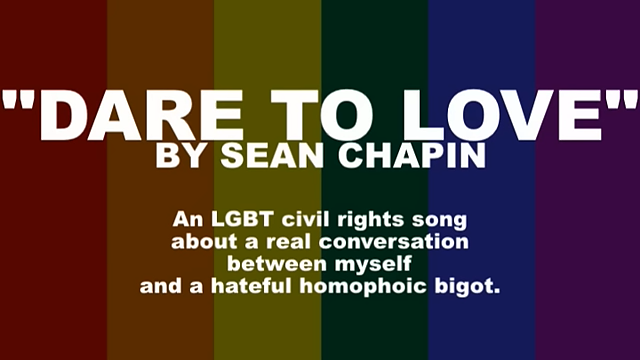 "DARE TO LOVE"
BY SEAN CHAPIN
An LGBT civil rights song
about a real conversation
between myself
and a hateful homophoic bigot.